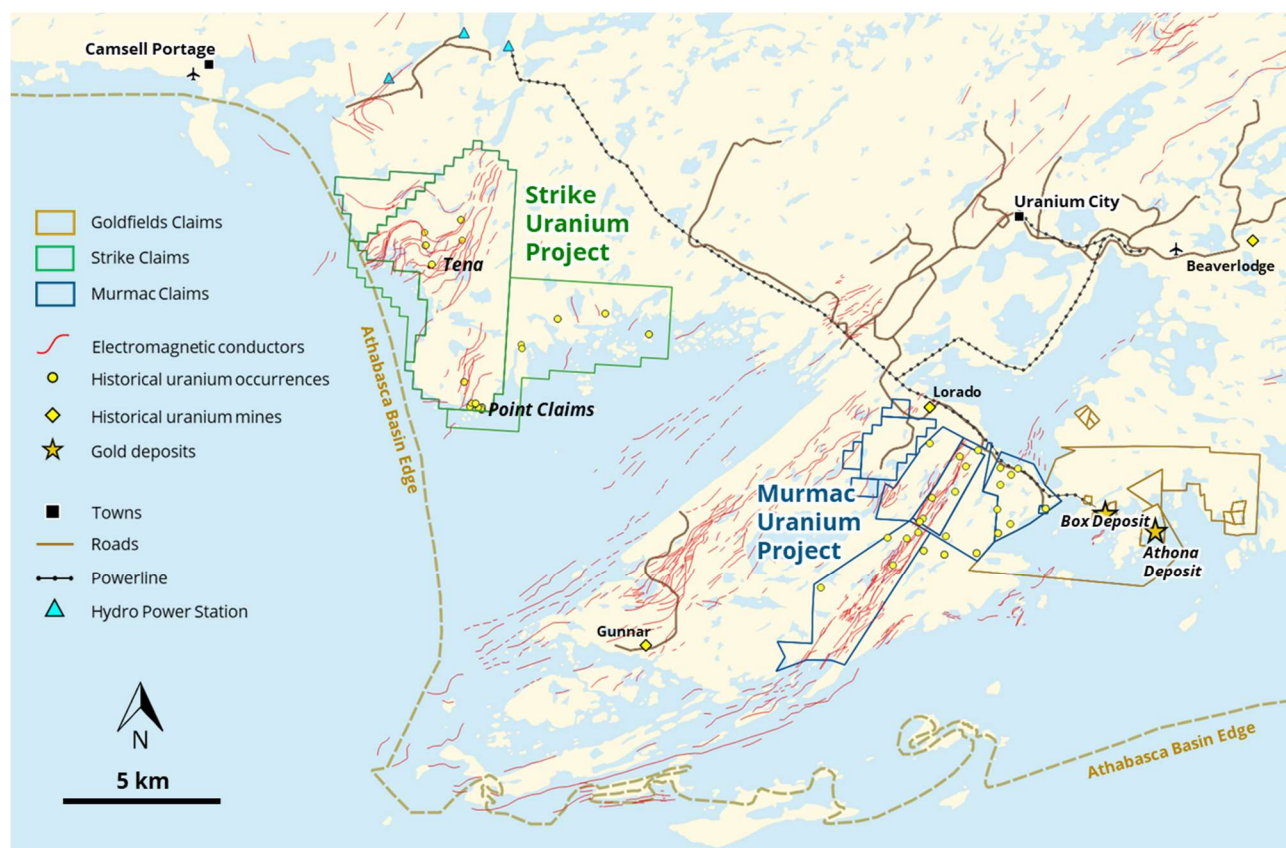 Camsell Portage
Strike
Uranium
Project
Uranium City
Beaverlodge
Goldfields Claims
Strike Claims
Murmac Claims
Tena
Electromagnetic conductors
Historical uranium occurrences
Historical uranium mines
Gold deposits
Athabasca Basin Edge
Point Claims
Lorado
Towns
Roads
Powerline
Hydro Power Station
Murmac
Uranium
Project
Box Deposit
Athona
Deposit
Gunnar
N
5 km
Athabasca Basin Edge